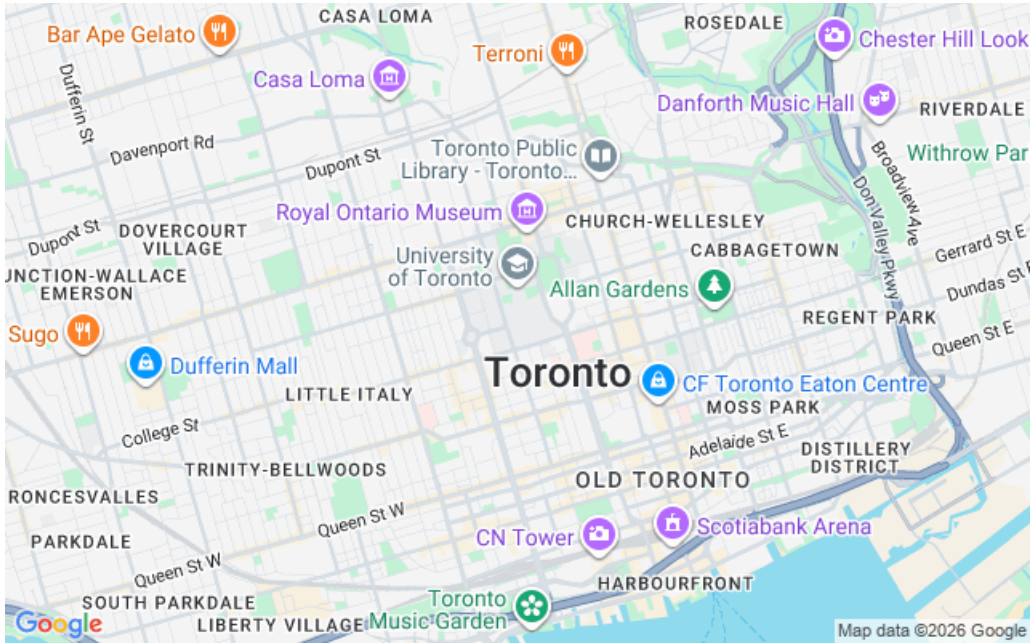 CASA LOMA
ROSEDALE
Bar Ape Gelato
Terroni
Chester Hill Look
Casa Loma
Dufferin St
Danforth Music Hall
RIVERDALE
Davenport Rd
Dupont St
Toronto Public
Library - Toronto...
Broadview Ave
Withrow Par
Royal Ontario Museum
CHURCH-WELLESLEY
Don Valley Pkwy
Dupont St
DOVERCOURT
VILLAGE
University
of Toronto
CABBAGETOWN
Gerrard St E
UNCTION-WALLACE
EMERSON
Allan Gardens
Dundas St E
REGENT PARK
Sugo
Queen St E
Dufferin Mall
Toronto
CF Toronto Eaton Centre
LITTLE ITALY
MOSS PARK
College St
Adelaide St E
DISTILLERY
DISTRICT
TRINITY-BELLWOODS
OLD TORONTO
RONCESVALLES
Queen St W
CN Tower
Scotiabank Arena
PARKDALE
Queen St W
HARBOURFRONT
SOUTH PARKDALE
Toronto
Music Garden
LIBERTY VILLAGE
Google
Map data ©2026 Google